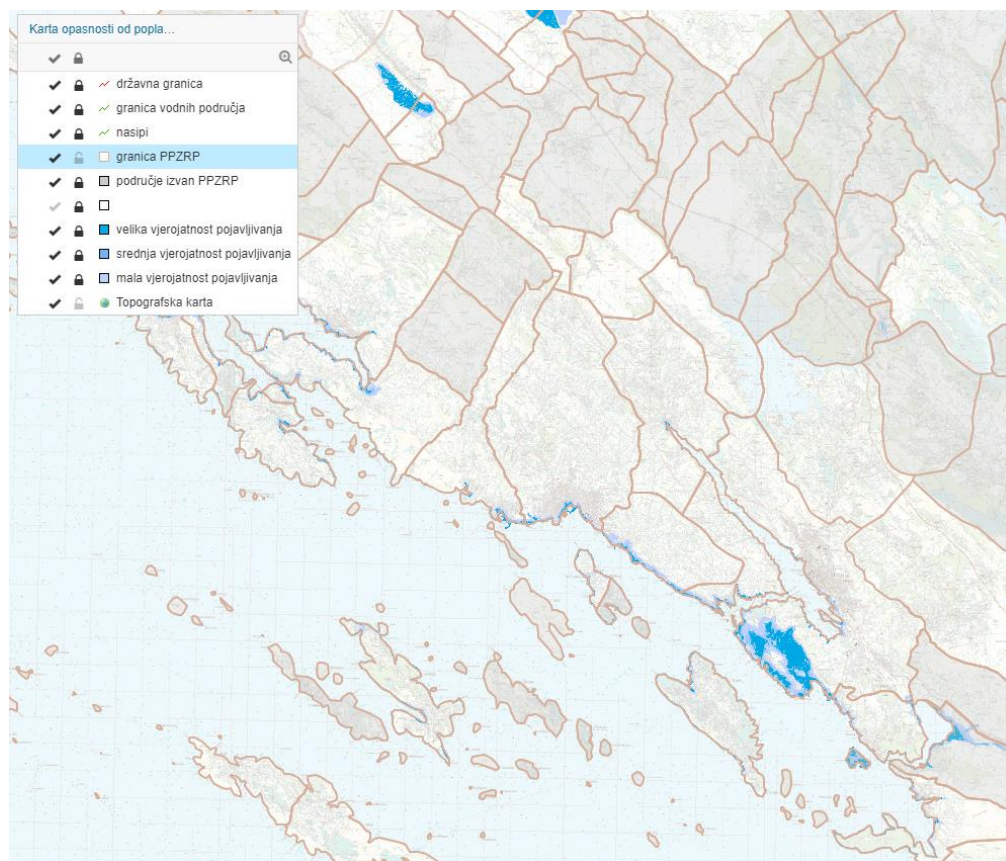 Karta opasnosti od popla...
državna granica
granica vodnih područja
nasipi
granica PPZRP
područje izvan PPZRP
velika vjerojatnost pojavljivanja
srednja vjerojatnost pojavljivanja
mala vjerojatnost pojavljivanja
Topografska karta